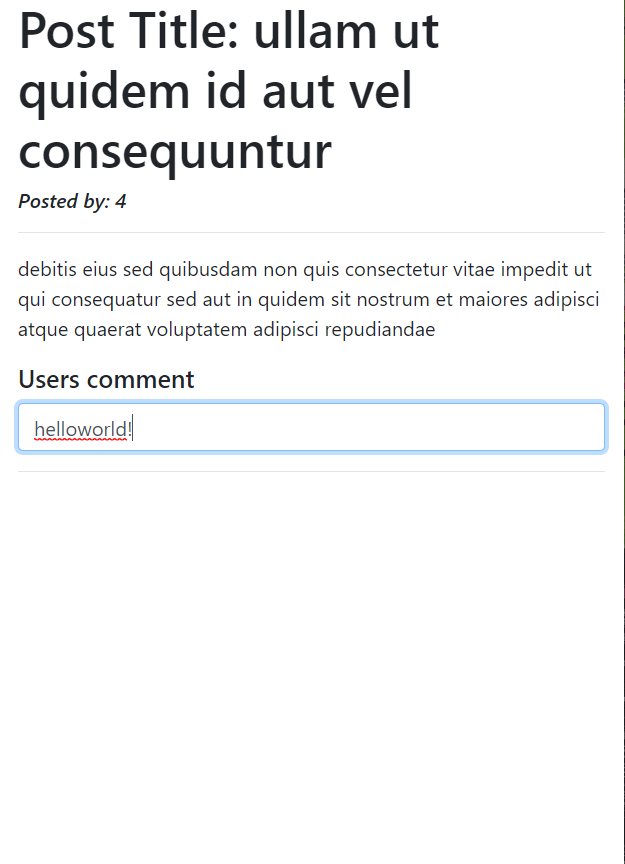 Post Title: ullam ut
quidem id aut vel
consequuntur
Posted by: 4
debitis eius sed quibusdam non quis consectetur vitae impedit ut
qui consequatur sed aut in quidem sit nostrum et maiores adipisci
atque quaerat voluptatem adipisci repudiandae
Users comment
helloworld!